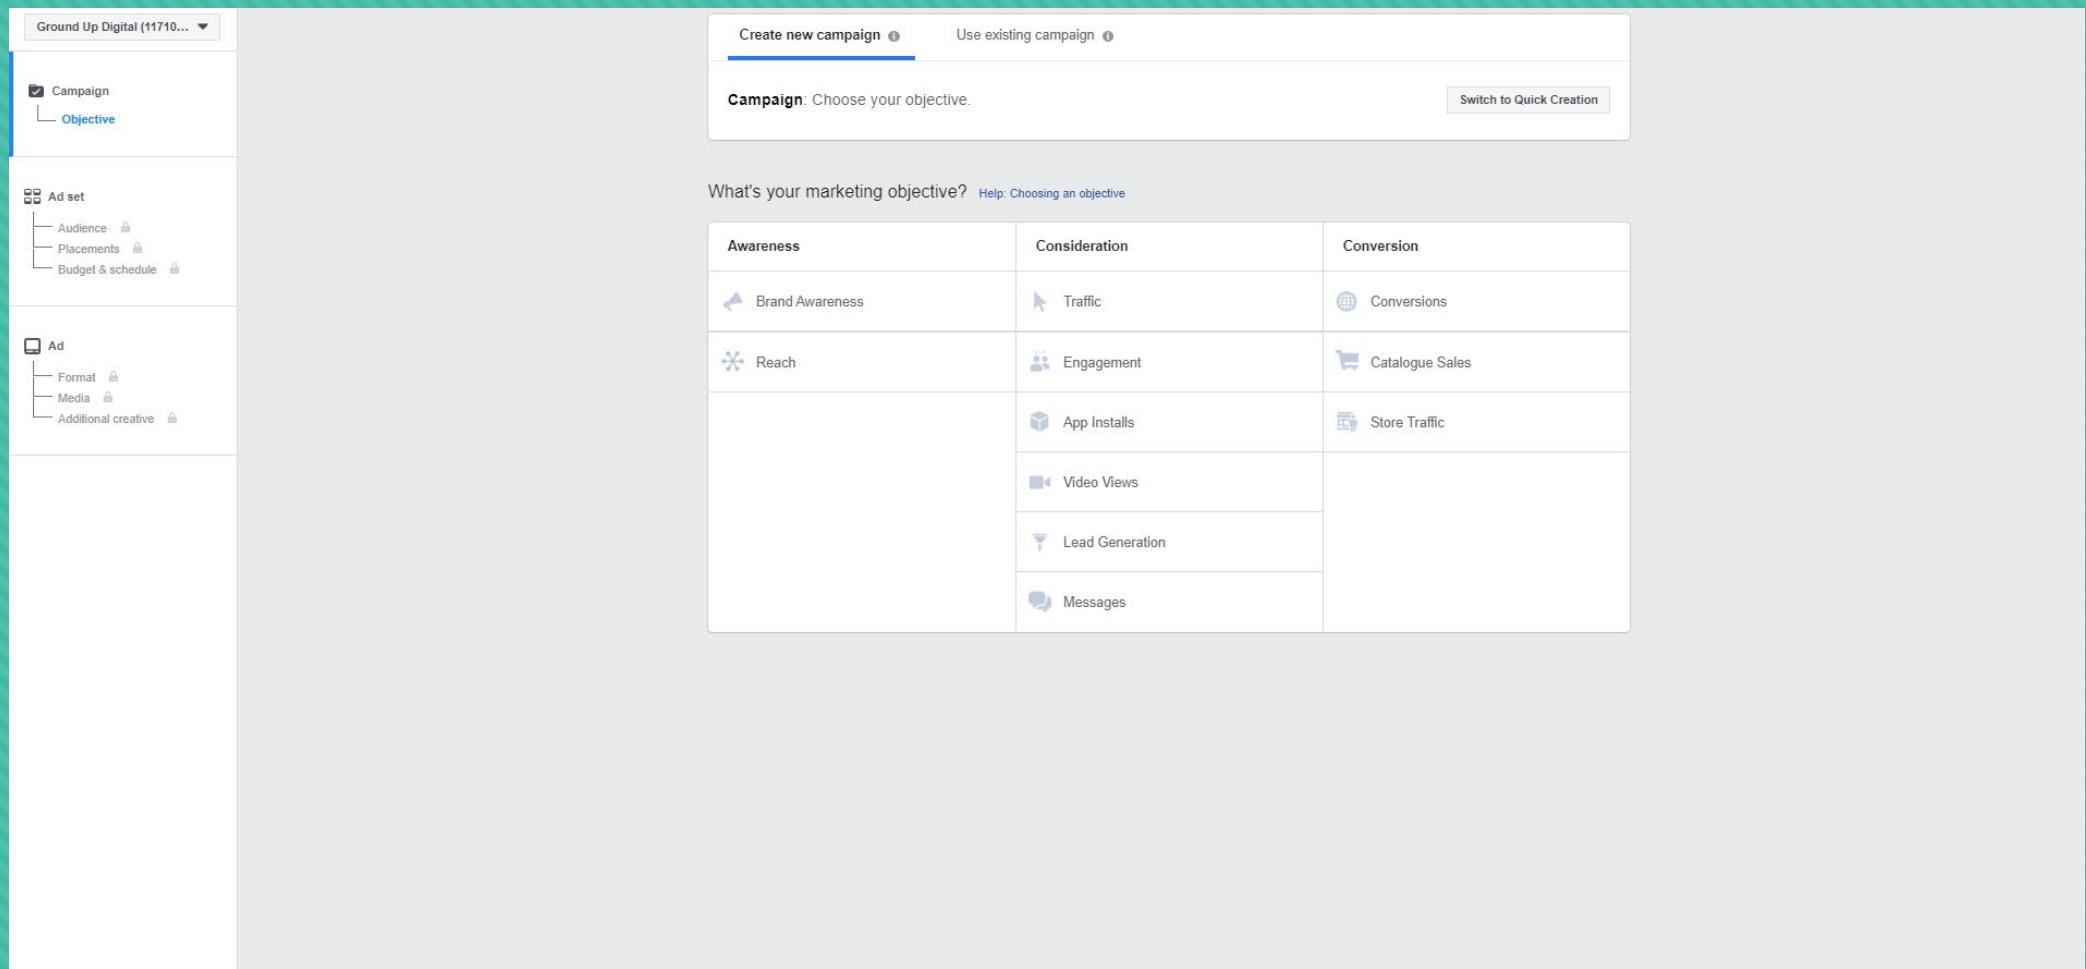 Ground Up Digital (11710...
Campaign
Objective
Ad set
Audience
Placements
Budget & schedule
Ad
Format
Media
Additional creative
Create new campaign
Use existing campaign
Campaign: Choose your objective.
Switch to Quick Creation
What's your marketing objective? Help: Choosing an objective
Awareness
Brand Awareness
Reach
Consideration
Traffic
Engagement
App Installs
Video Views
Lead Generation
Messages
Conversion
Conversions
Catalogue Sales
Store Traffic